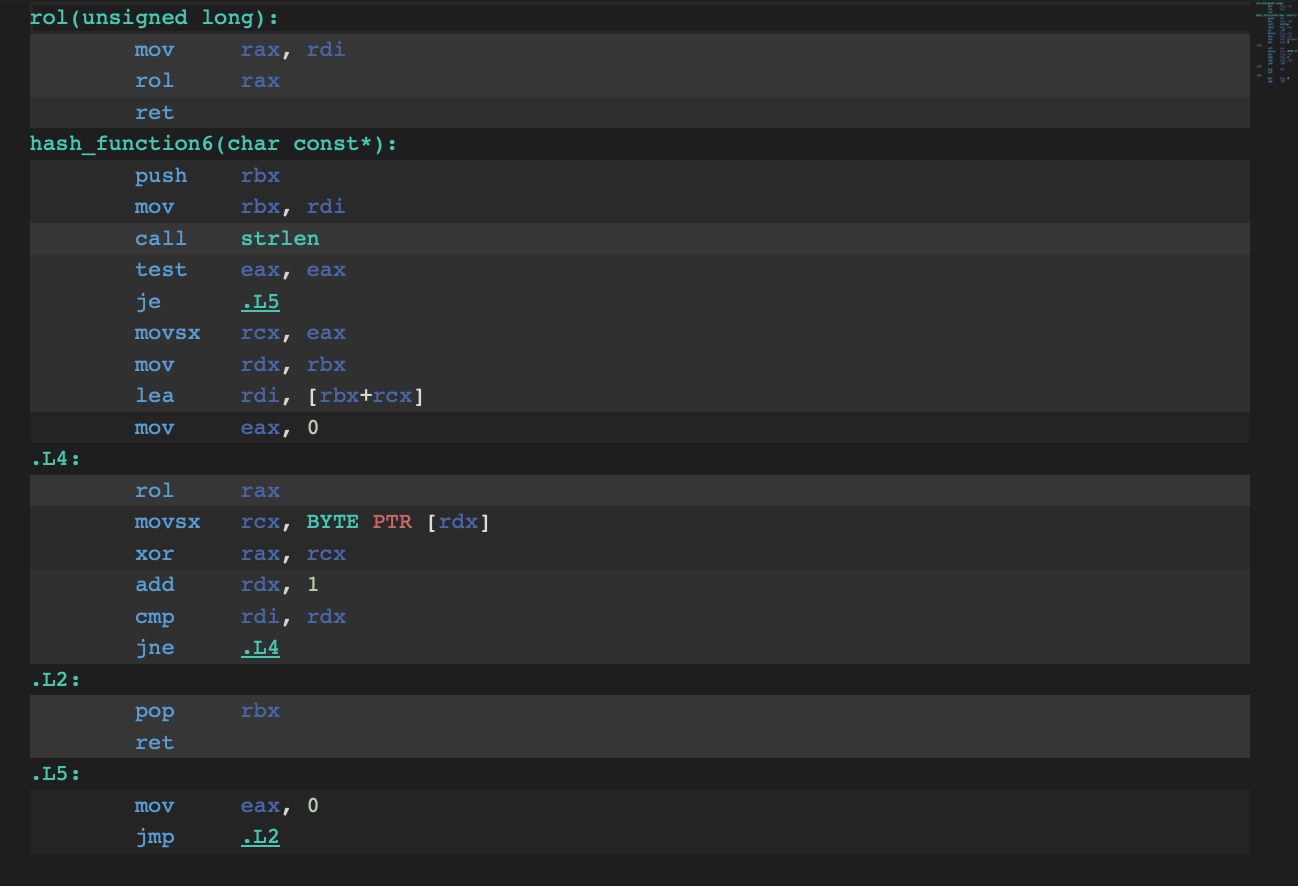 rol(unsigned long):
mov rax, rdi
rol rax
ret
hash_function6(char const*):
push rbx
mov rbx, rdi
call strlen
test eax, eax
je .L5
movsx rcx, eax
mov rdx, rbx
lea rdi, [rbx+rcx]
mov eax, 0
.L4:
rol rax
movsx rcx, BYTE PTR [rdx]
xor rax, rcx
add rdx, 1
cmp rdi, rdx
jne .L4
.L2:
pop rbx
ret
.L5:
mov eax, 0
jmp .L2